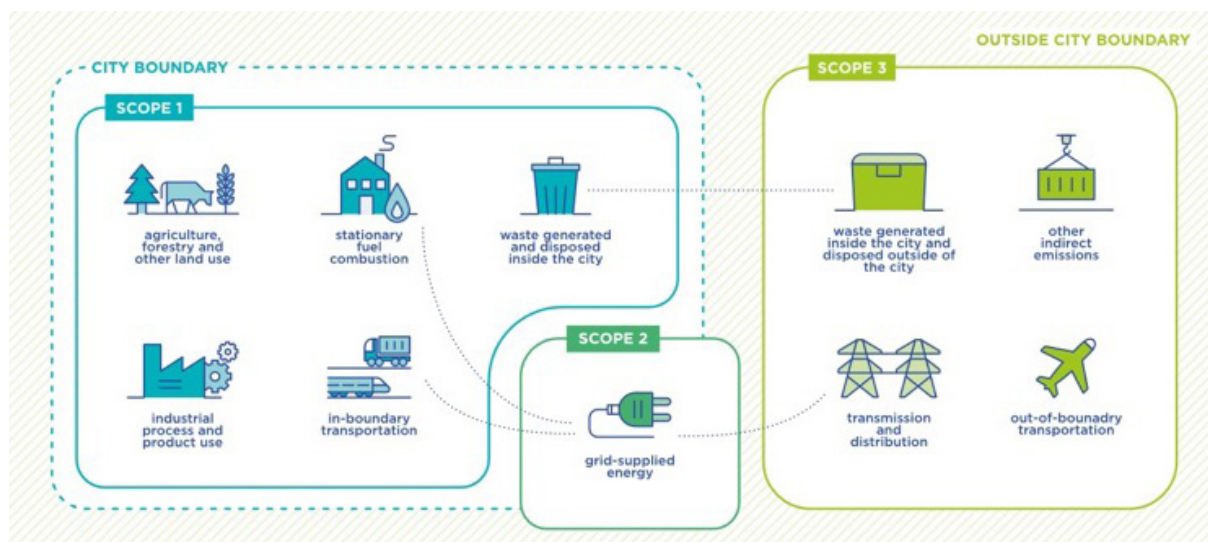 OUTSIDE CITY BOUNDARY
CITY BOUNDARY
SCOPE 3
SCOPE 1
agriculture,
forestry and
other land use
stationary
fuel
combustion
waste generated
and disposed
inside the city
waste generated
inside the city and
disposed outside of
the city
other
indirect
emissions
SCOPE 2
industrial
process and
product use
in-boundary
transportation
grid-supplied
energy
transmission
and
distribution
out-of-bounadry
transportation